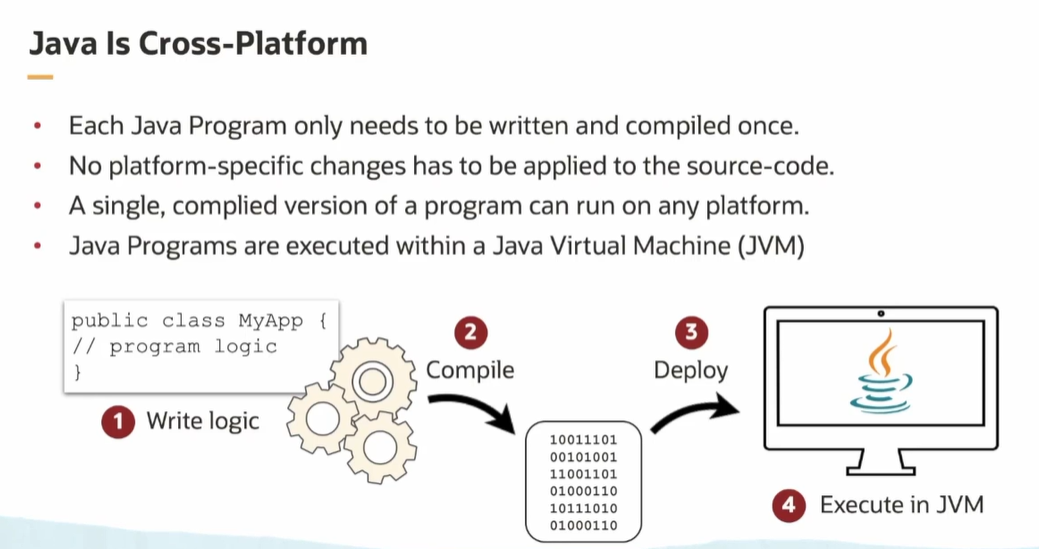 Java Is Cross-Platform
• Each Java Program only needs to be written and compiled once.
• No platform-specific changes has to be applied to the source-code.
• A single, complied version of a program can run on any platform.
• Java Programs are executed within a Java Virtual Machine (JVM)
public class MyApp {
// program logic
}
1 Write logic
2
Compile
10011101
00101001
11001101
01000110
10111010
01000110
3
Deploy
4 Execute in JVM